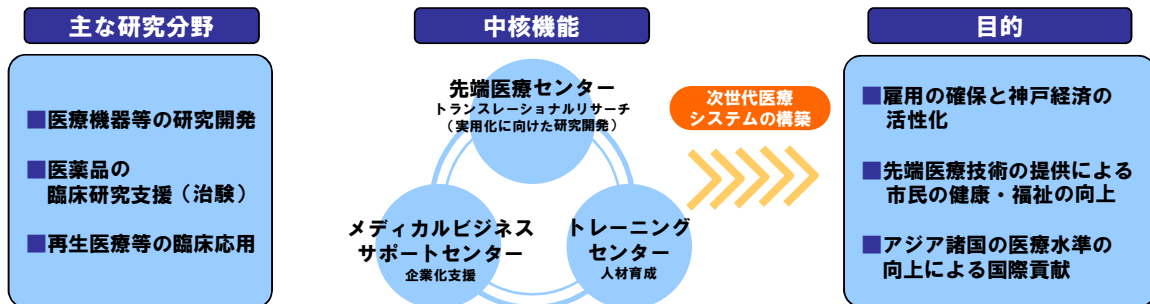 主な研究分野
■医療機器等の研究開発
■医薬品の
臨床研究支援(治験)
■再生医療等の臨床応用
中核機能
先端医療センター
トランスレーショナルリサーチ
(実用化に向けた研究開発)
メディカルビジネス
サポートセンター
企業化支援
トレーニング
センター
人材育成
次世代医療
システムの構築
目的
■雇用の確保と神戸経済の
活性化
■先端医療技術の提供による
市民の健康・福祉の向上
■アジア諸国の医療水準の
向上による国際貢献